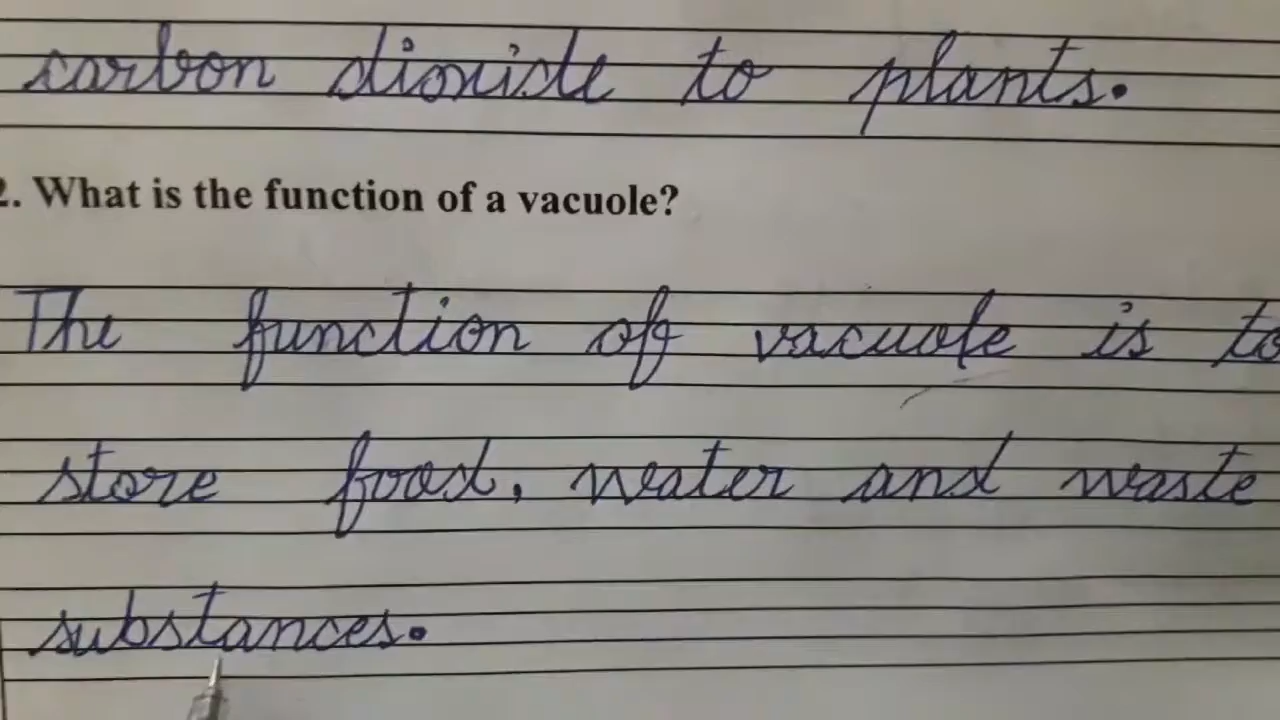 carbon dioxide to plants.
2. What is the function of a vacuole?
The function of vacuole is to
store food, water and waste
substances.